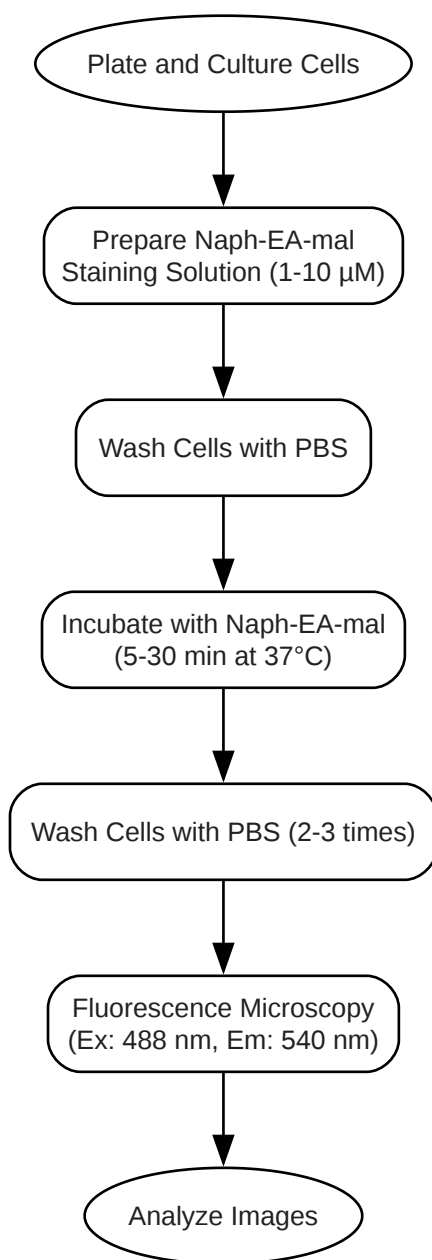 Plate and Culture Cells
Prepare Naph-EA-mal
Staining Solution (1-10 µM)
Wash Cells with PBS
Incubate with Naph-EA-mal
(5-30 min at 37°C)
Wash Cells with PBS (2-3 times)
Fluorescence Microscopy
(Ex: 488 nm, Em: 540 nm)
Analyze Images